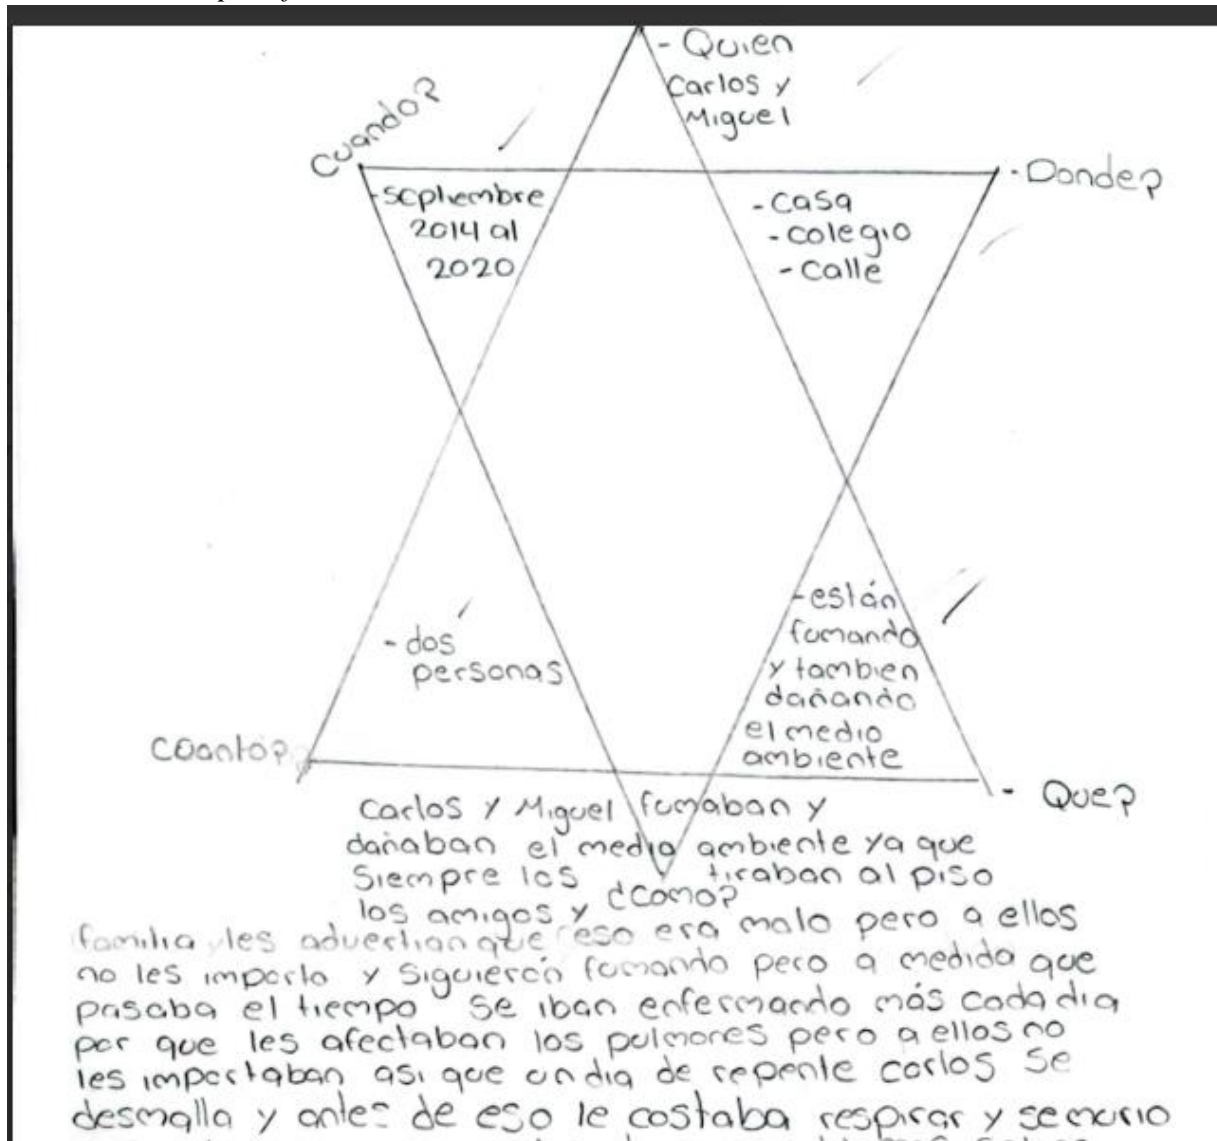 - Quien
Carlos y
Miguel
Cuando?
- Septiembre
2014 al
2020
- Donde?
- casa
- colegio
- calle
- están
fumando
y tambien
dañando
el medio
ambiente
- Que?
- dos
personas
Cuanto?
Carlos y Miguel fumaban y
dañaban el medio ambiente ya que
Siempre los tiraban al piso
¿Como?
los amigos y
familia les advertian que eso era malo pero a ellos
no les importo y siguieron fumando pero a medida que
pasaba el tiempo se iban enfermando más cada dia
por que les afectaban los pulmones pero a ellos no
les importaban asi que un dia de repente carlos se
desmalla y antes de eso le costaba respirar y se murio